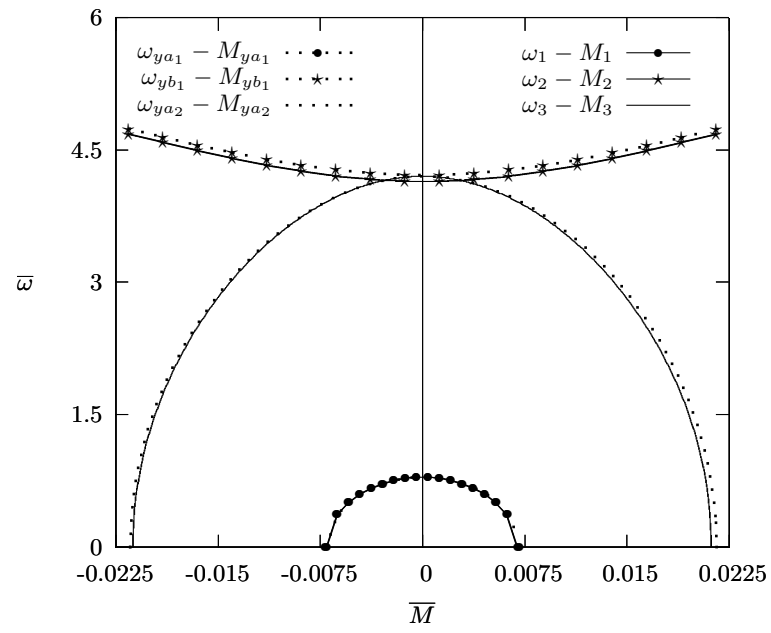 6
ω_{ya_1} − M_{ya_1}
ω_1 − M_1
ω_{yb_1} − M_{yb_1}
ω_2 − M_2
ω_{ya_2} − M_{ya_2}
ω_3 − M_3
4.5
3
ω̅
1.5
0
-0.0225 -0.015 -0.0075 0 0.0075 0.015 0.0225
M̅